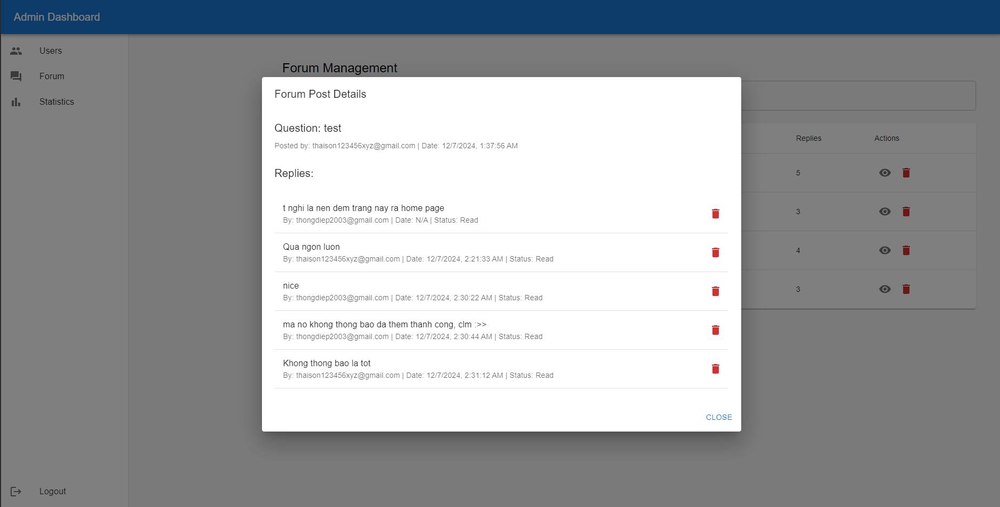 Admin Dashboard
Users
Forum
Statistics
Logout
Forum Management
Replies Actions
5
3
4
3
Forum Post Details
Question: test
Posted by: thaison123456xyz@gmail.com | Date: 12/7/2024, 1:37:56 AM
Replies:
t nghi la nen dem trang nay ra home page
By: thongdiep2003@gmail.com | Date: N/A | Status: Read
Qua ngon luon
By: thaison123456xyz@gmail.com | Date: 12/7/2024, 2:21:33 AM | Status: Read
nice
By: thongdiep2003@gmail.com | Date: 12/7/2024, 2:30:22 AM | Status: Read
ma no khong thong bao da them thanh cong, clm :>>
By: thongdiep2003@gmail.com | Date: 12/7/2024, 2:30:44 AM | Status: Read
Khong thong bao la tot
By: thaison123456xyz@gmail.com | Date: 12/7/2024, 2:31:12 AM | Status: Read
CLOSE